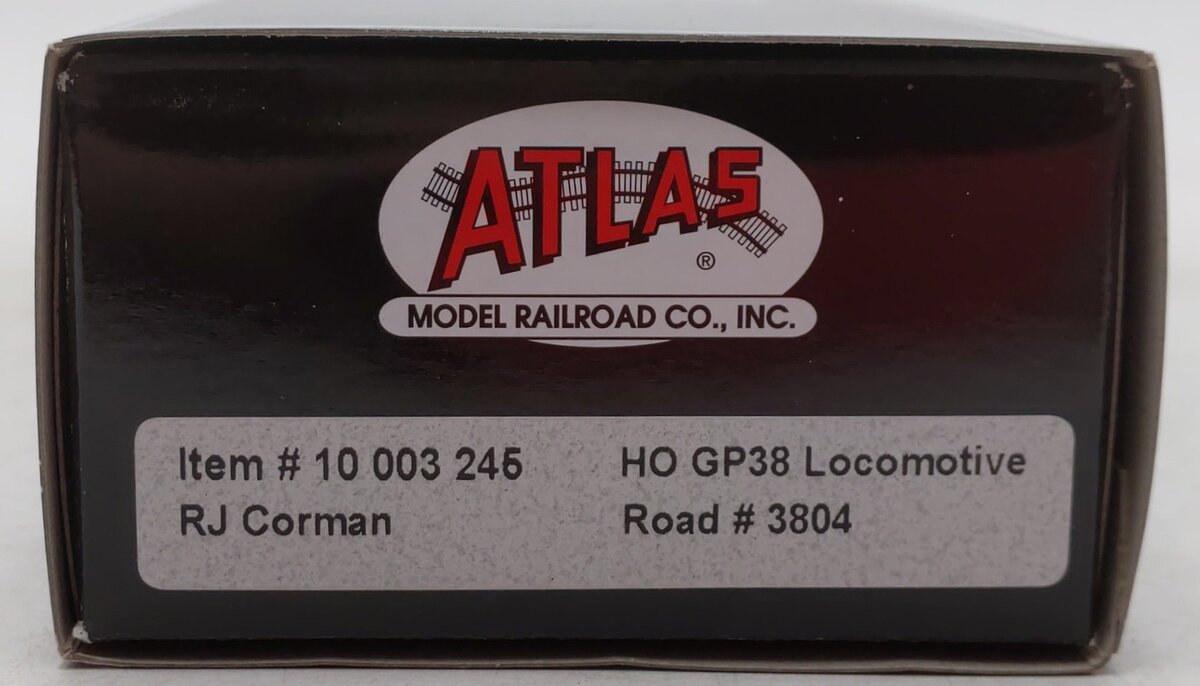 ATLAS
®
MODEL RAILROAD CO., INC.
Item # 10 003 245 HO GP38 Locomotive
RJ Corman Road # 3804